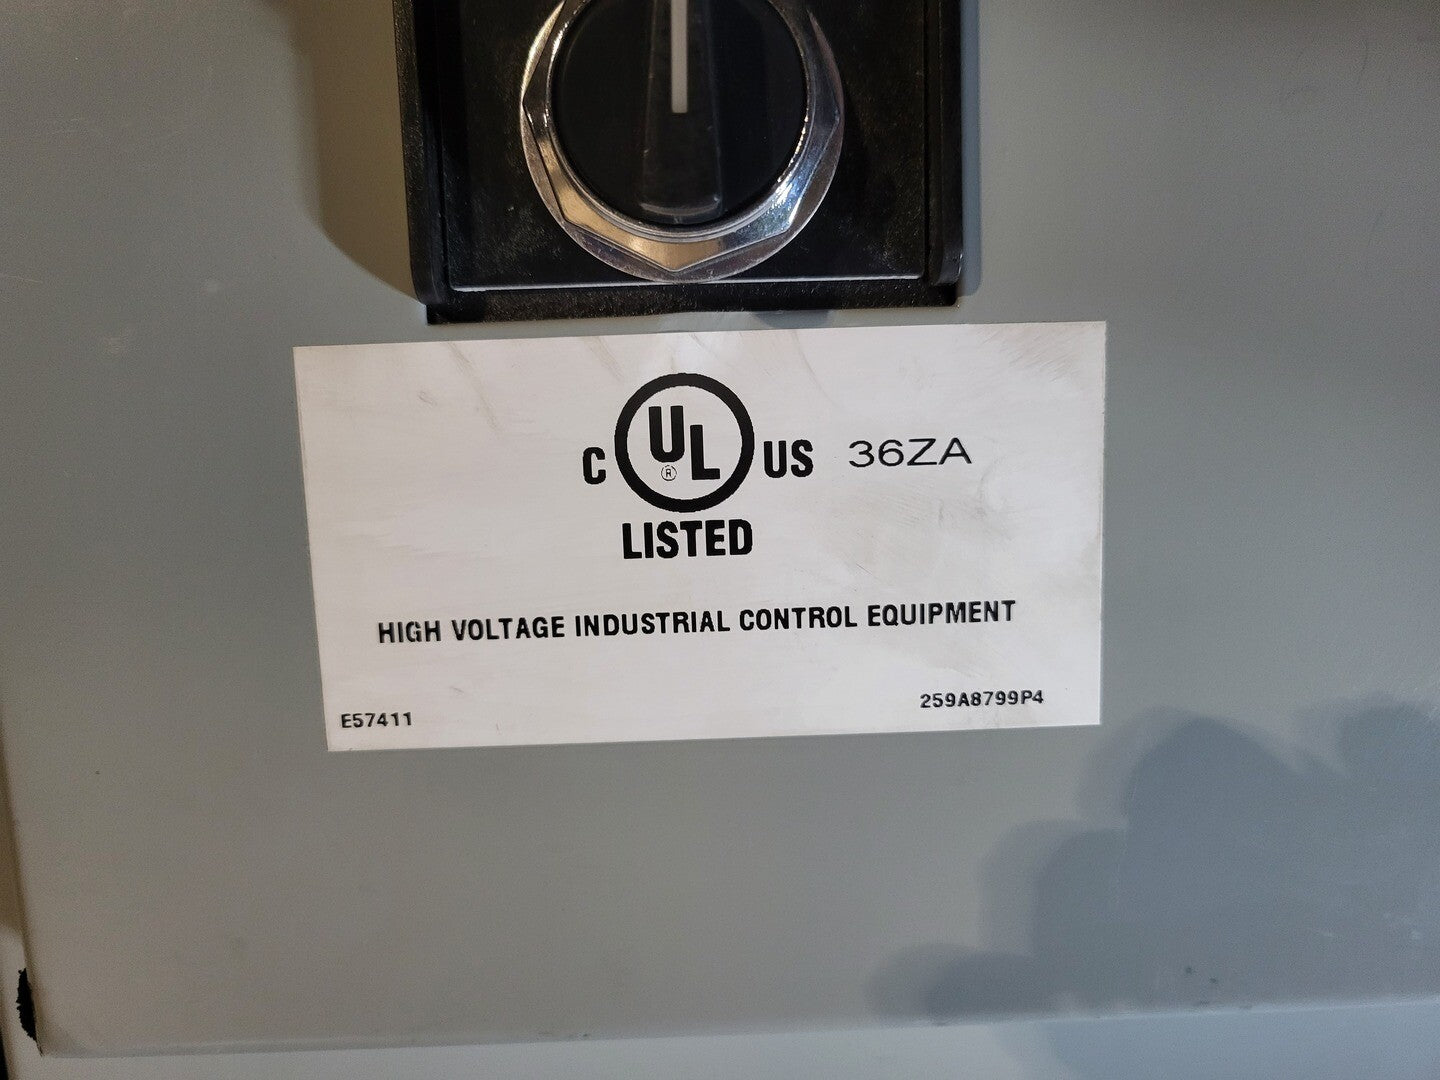 C UL® US 36ZA
LISTED
HIGH VOLTAGE INDUSTRIAL CONTROL EQUIPMENT
E57411 259A8799P4